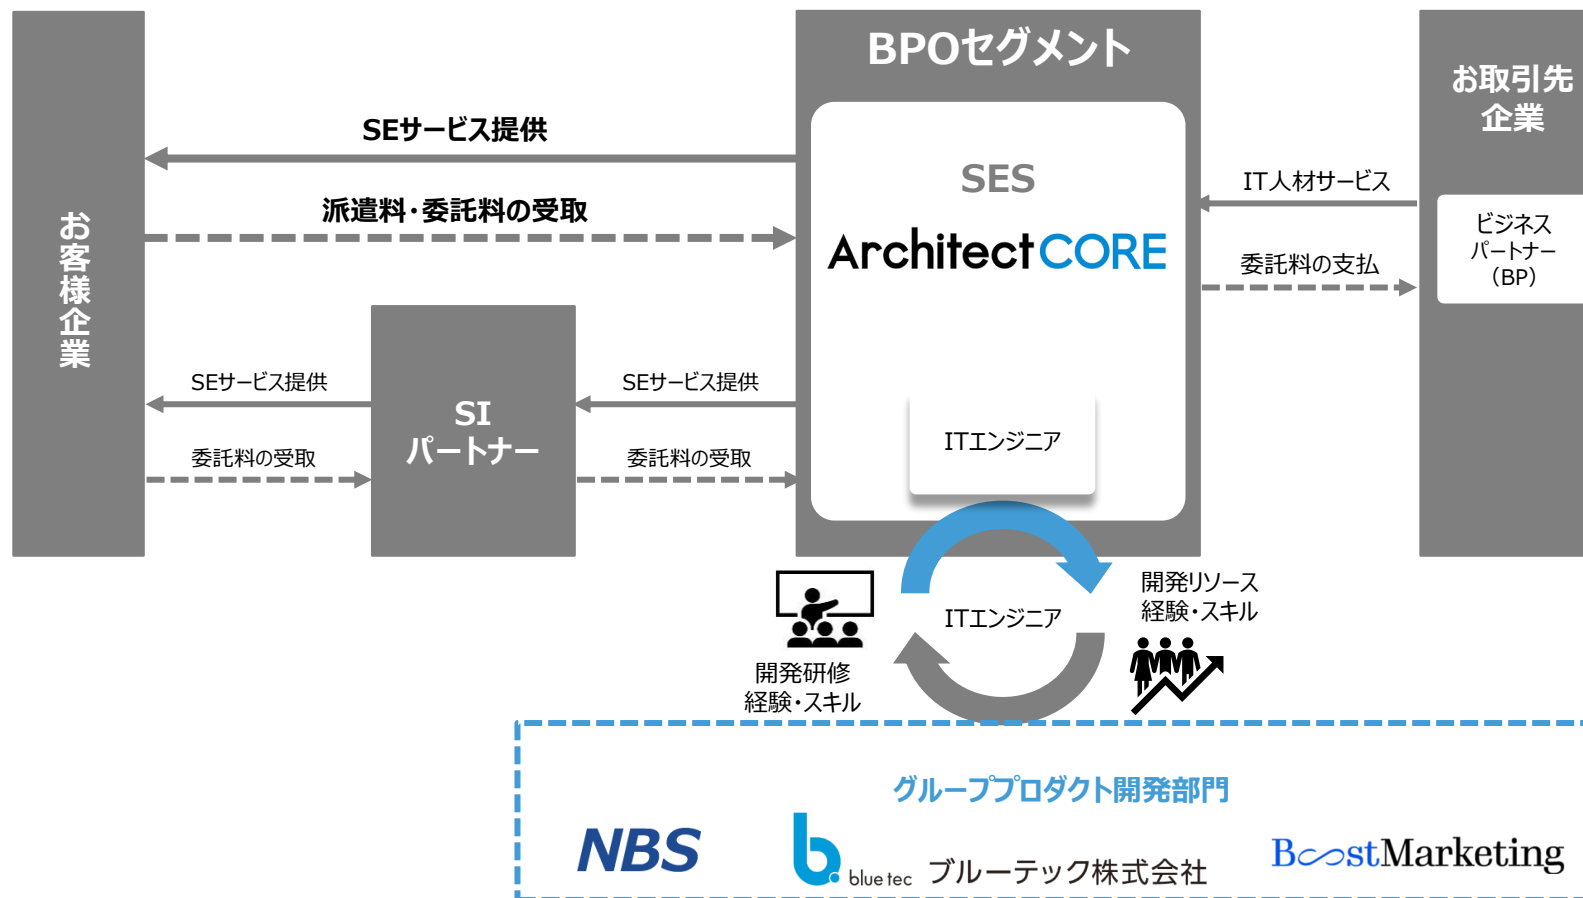 BPOセグメント
お取引先
企業
SEサービス提供
SES
IT人材サービス
派遣料・委託料の受取
お客様企業
ArchitectCORE
ビジネス
パートナー
（BP）
委託料の支払
SEサービス提供
SEサービス提供
SI
パートナー
ITエンジニア
委託料の受取
委託料の受取
開発リソース
経験・スキル
ITエンジニア
開発研修
経験・スキル
グループプロダクト開発部門
NBS
b.
blue tec
ブルーテック株式会社
BoostMarketing